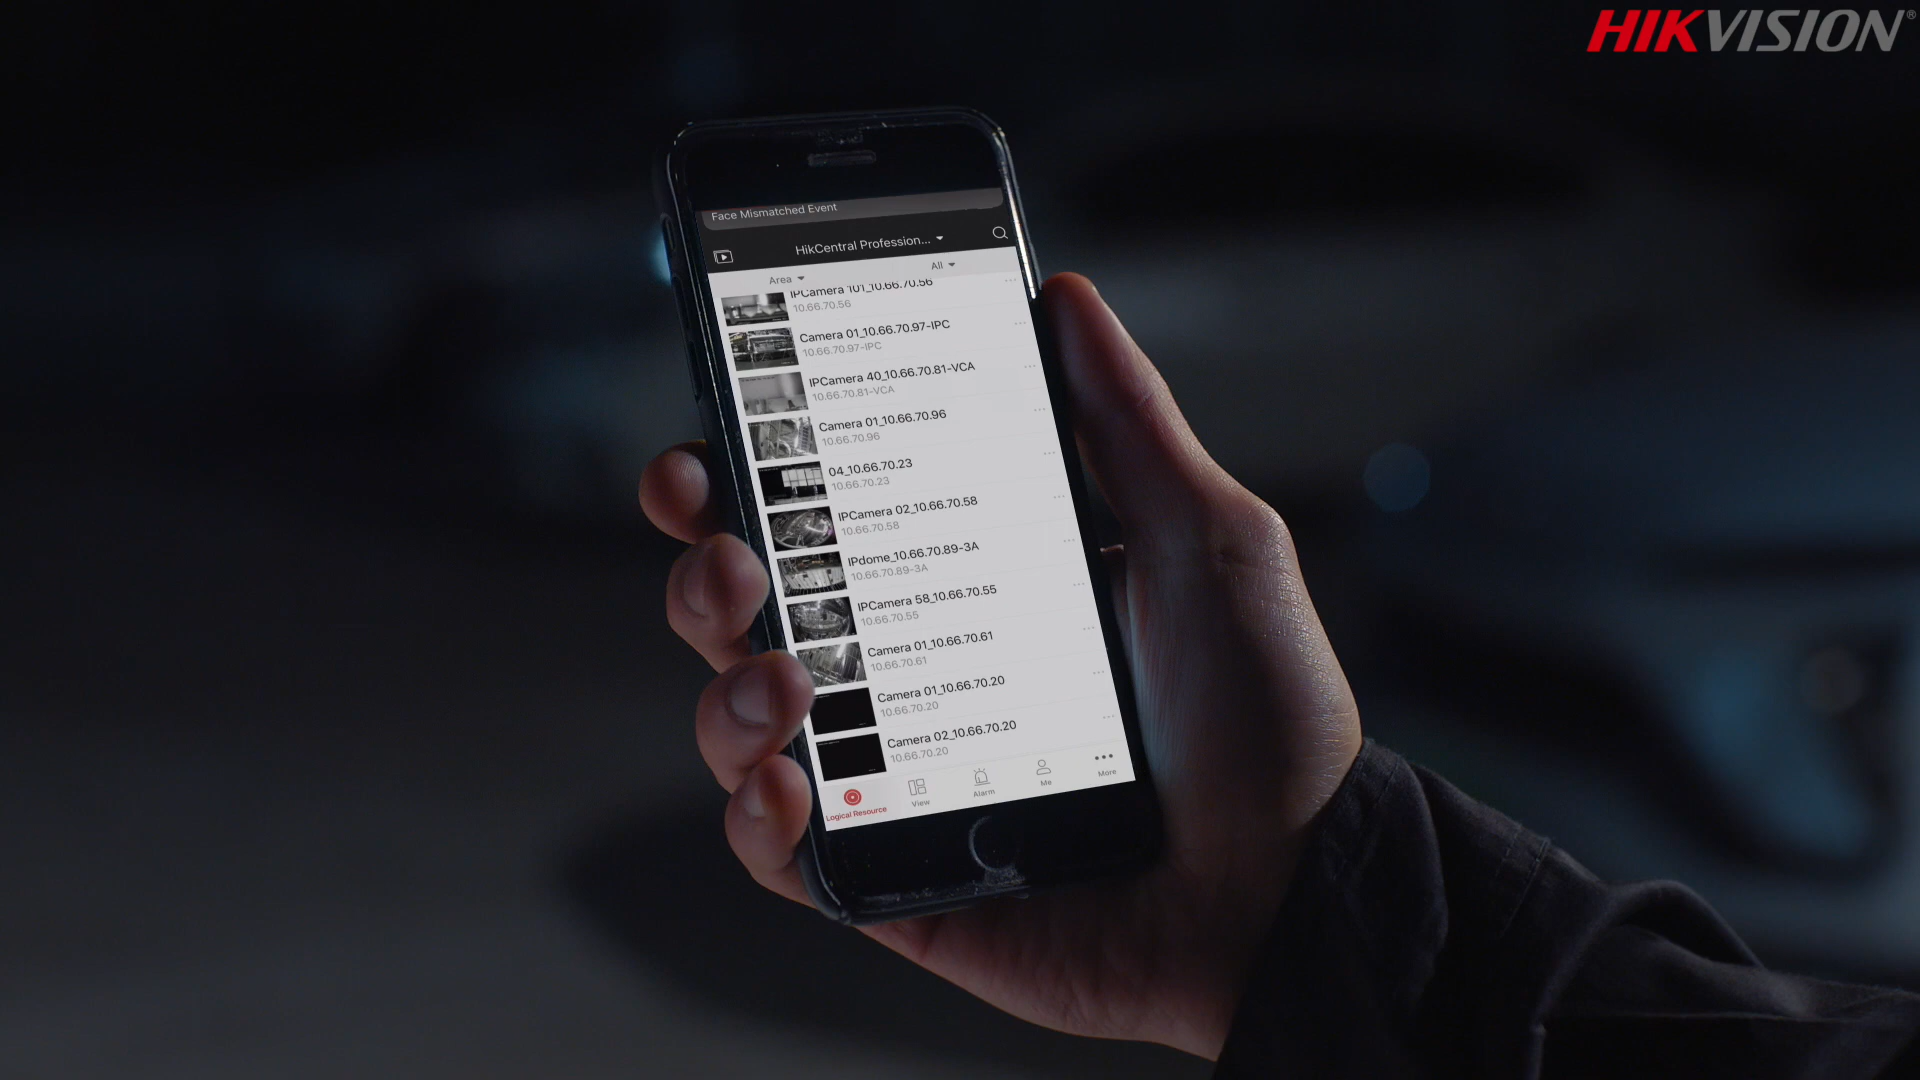 HIKVISION®
Face Mismatched Event
HikCentral Profession...
Area
All
IPCamera 101_10.66.70.56
10.66.70.56
Camera 01_10.66.70.97-IPC
10.66.70.97-IPC
IPCamera 40_10.66.70.81-VCA
10.66.70.81-VCA
Camera 01_10.66.70.96
10.66.70.96
04_10.66.70.23
10.66.70.23
IPCamera 02_10.66.70.58
10.66.70.58
IPdome_10.66.70.89-3A
10.66.70.89-3A
IPCamera 58_10.66.70.55
10.66.70.55
Camera 01_10.66.70.61
10.66.70.61
Camera 01_10.66.70.20
10.66.70.20
Camera 02_10.66.70.20
10.66.70.20
Logical Resource
View
Alarm
Me
More